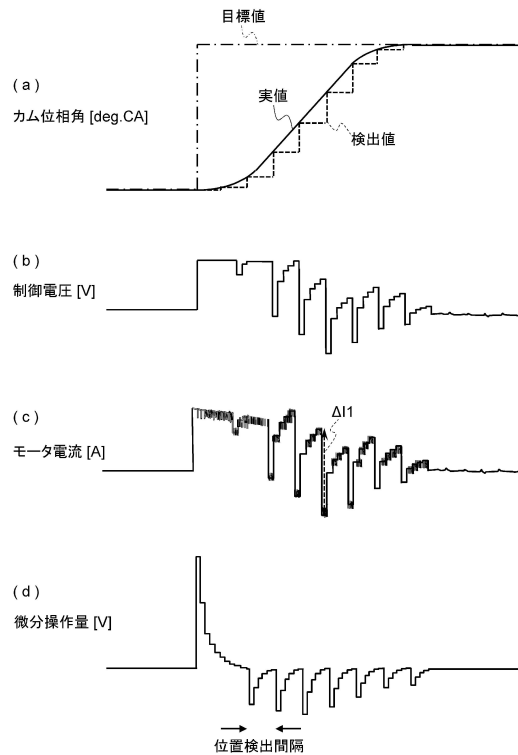 目標値
(a)
カム位相角 [deg.CA]
実値
検出値
(b)
制御電圧 [V]
(c)
モータ電流 [A]
ΔI1
(d)
微分操作量 [V]
位置検出間隔